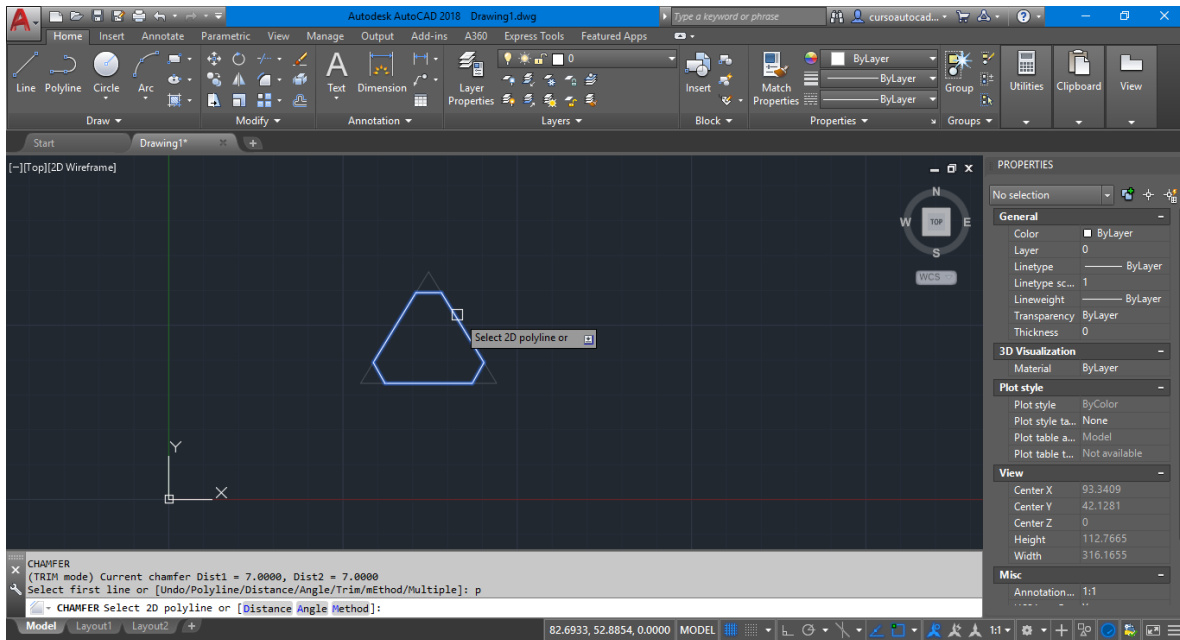 Autodesk AutoCAD 2018 Drawing1.dwg
Type a keyword or phrase
cursoautocad...
Home Insert Annotate Parametric View Manage Output Add-ins A360 Express Tools Featured Apps
Line Polyline Circle Arc
Text Dimension
Layer
Properties
0
Insert
Match
Properties
ByLayer
ByLayer
ByLayer
Group
Utilities
Clipboard
View
Draw Modify Annotation Layers Block Properties Groups
Start Drawing1* +
[−][Top][2D Wireframe]
N
W TOP E
S
WCS
Select 2D polyline or
Y
X
PROPERTIES
No selection
General
Color ByLayer
Layer 0
Linetype ByLayer
Linetype sc... 1
Lineweight ByLayer
Transparency ByLayer
Thickness 0
3D Visualization
Material ByLayer
Plot style
Plot style ByColor
Plot style ta... None
Plot table a... Model
Plot table t... Not available
View
Center X 93.3409
Center Y 42.1281
Center Z 0
Height 112.7665
Width 316.1655
Misc
Annotation... 1:1
CHAMFER
(TRIM mode) Current chamfer Dist1 = 7.0000, Dist2 = 7.0000
Select first line or [Undo/Polyline/Distance/Angle/Trim/mEthod/Multiple]: p
CHAMFER Select 2D polyline or [Distance Angle Method]:
Model Layout1 Layout2 +
82.6933, 52.8854, 0.0000 MODEL 1:1